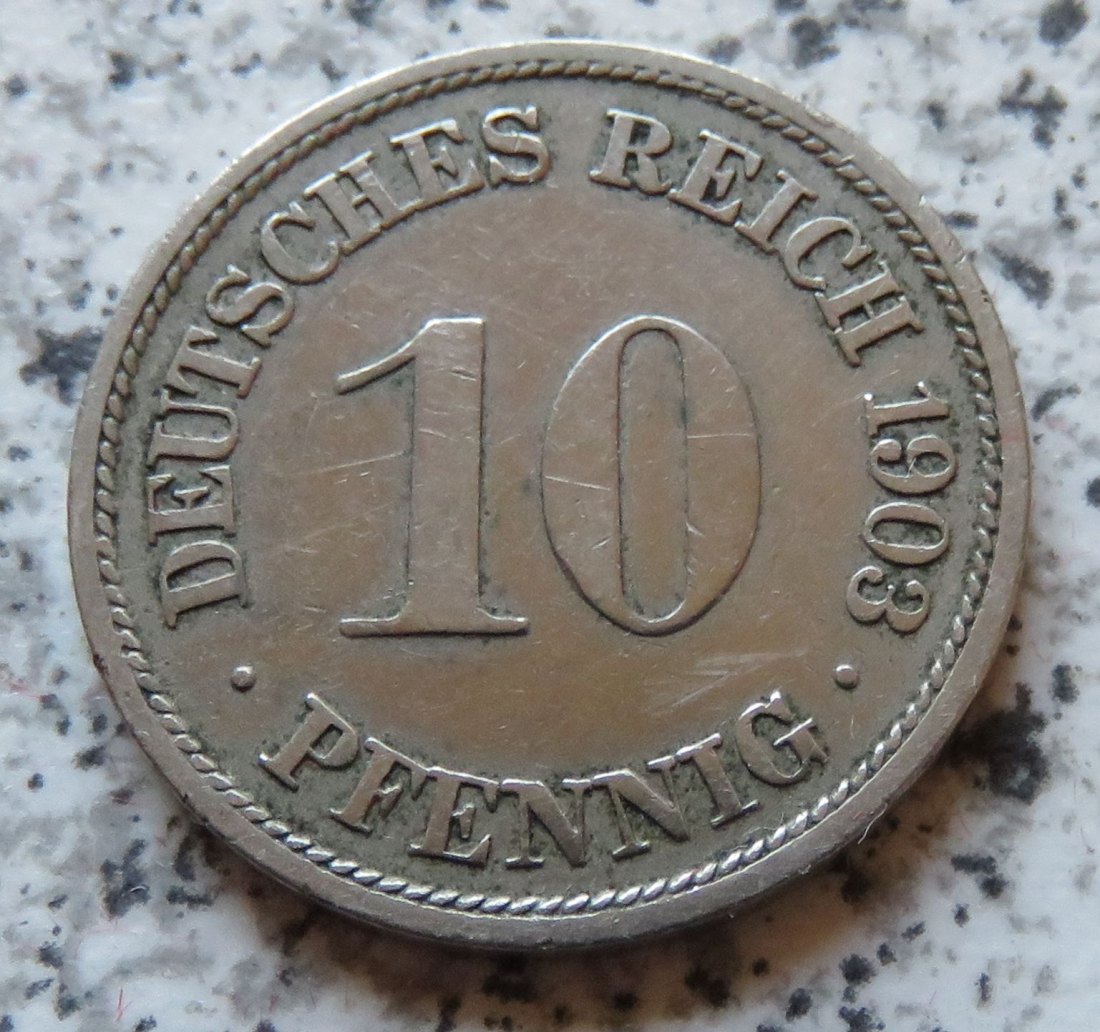 DEUTSCHES REICH 1903
10
· PFENNIG ·